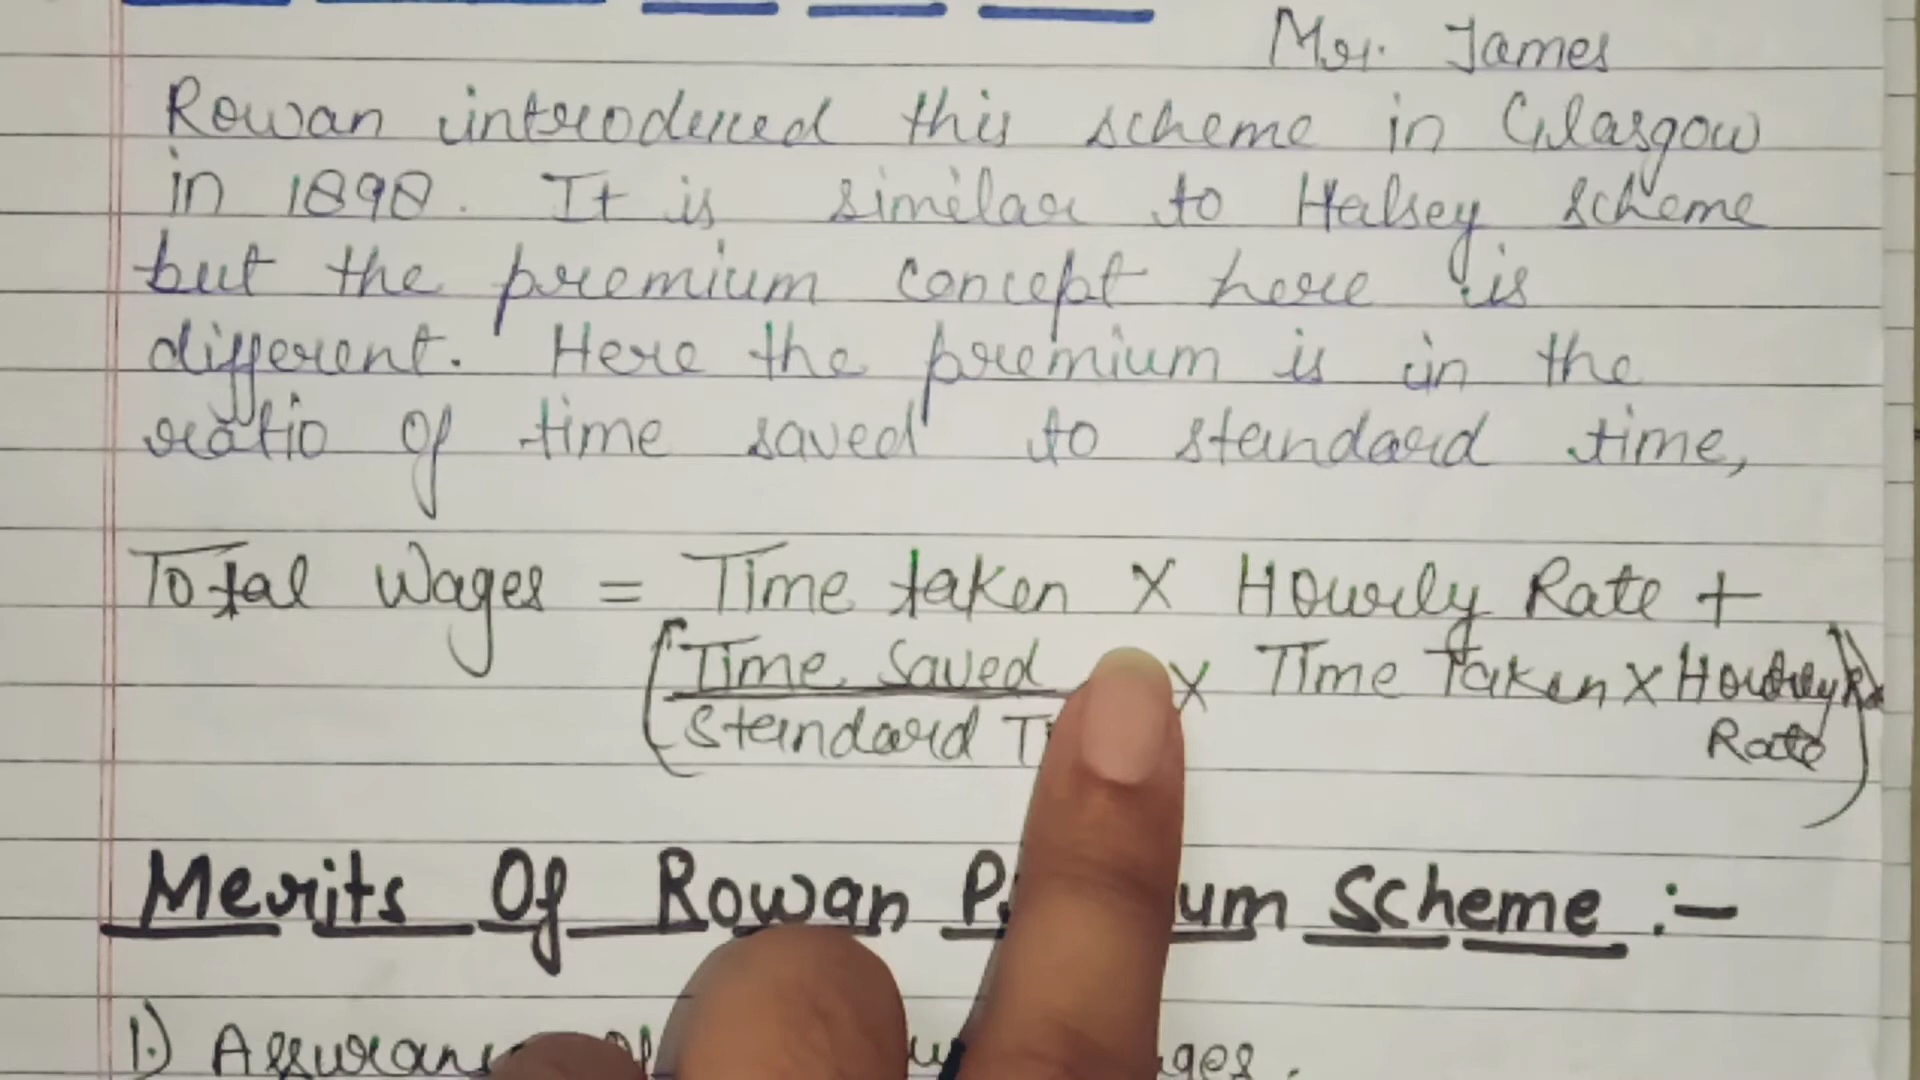 Mr. James
Rowan introduced this scheme in Glasgow
in 1898. It is similar to Halsey scheme
but the premium concept here is
different. Here the premium is in the
ratio of time saved to standard time,
Total Wages = Time taken X Hourly Rate +
(Time Saved X Time Taken X Hourly
Standard Rate)
Merits Of Rowan Scheme :-
1.)